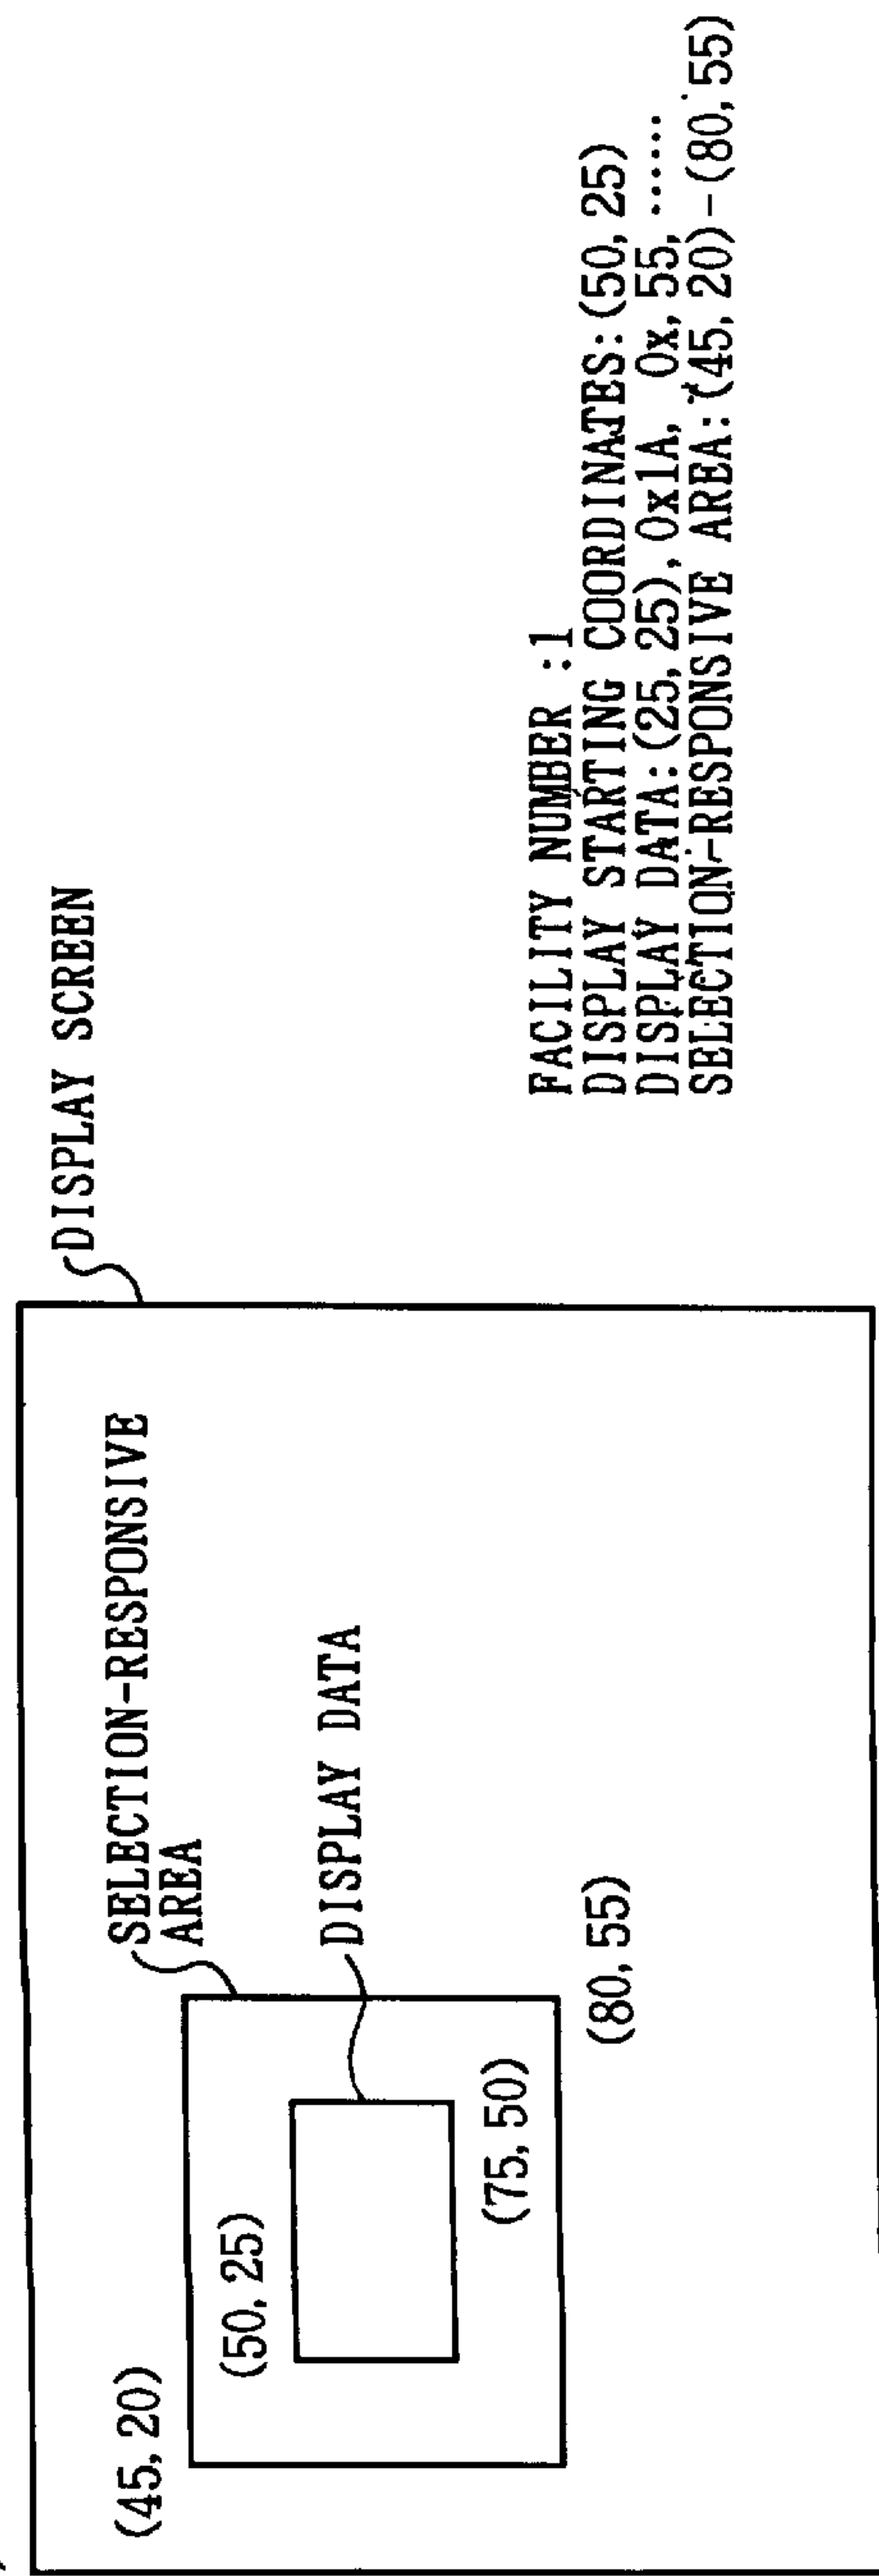 DISPLAY SCREEN
SELECTION-RESPONSIVE
AREA
DISPLAY DATA
(45, 20)
(50, 25)
(75, 50)
(80, 55)
FACILITY NUMBER :1
DISPLAY STARTING COORDINATES:(50, 25)
DISPLAY DATA:(25, 25), 0x1A, 0x, 55, ......
SELECTION-RESPONSIVE AREA:(45, 20)-(80, 55)